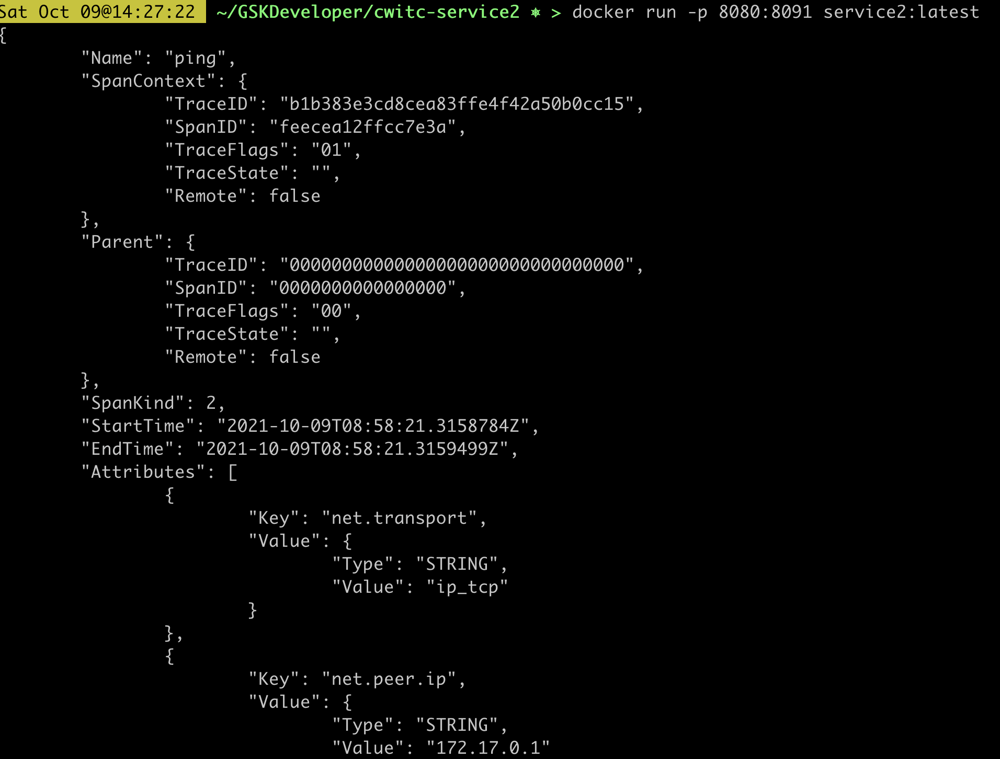 Sat Oct 09@14:27:22 ~/GSKDeveloper/cwitc-service2 ⎈ > docker run -p 8080:8091 service2:latest
{
"Name": "ping",
"SpanContext": {
"TraceID": "b1b383e3cd8cea83ffe4f42a50b0cc15",
"SpanID": "feecea12ffcc7e3a",
"TraceFlags": "01",
"TraceState": "",
"Remote": false
},
"Parent": {
"TraceID": "00000000000000000000000000000000",
"SpanID": "0000000000000000",
"TraceFlags": "00",
"TraceState": "",
"Remote": false
},
"SpanKind": 2,
"StartTime": "2021-10-09T08:58:21.3158784Z",
"EndTime": "2021-10-09T08:58:21.3159499Z",
"Attributes": [
{
"Key": "net.transport",
"Value": {
"Type": "STRING",
"Value": "ip_tcp"
}
},
{
"Key": "net.peer.ip",
"Value": {
"Type": "STRING",
"Value": "172.17.0.1"